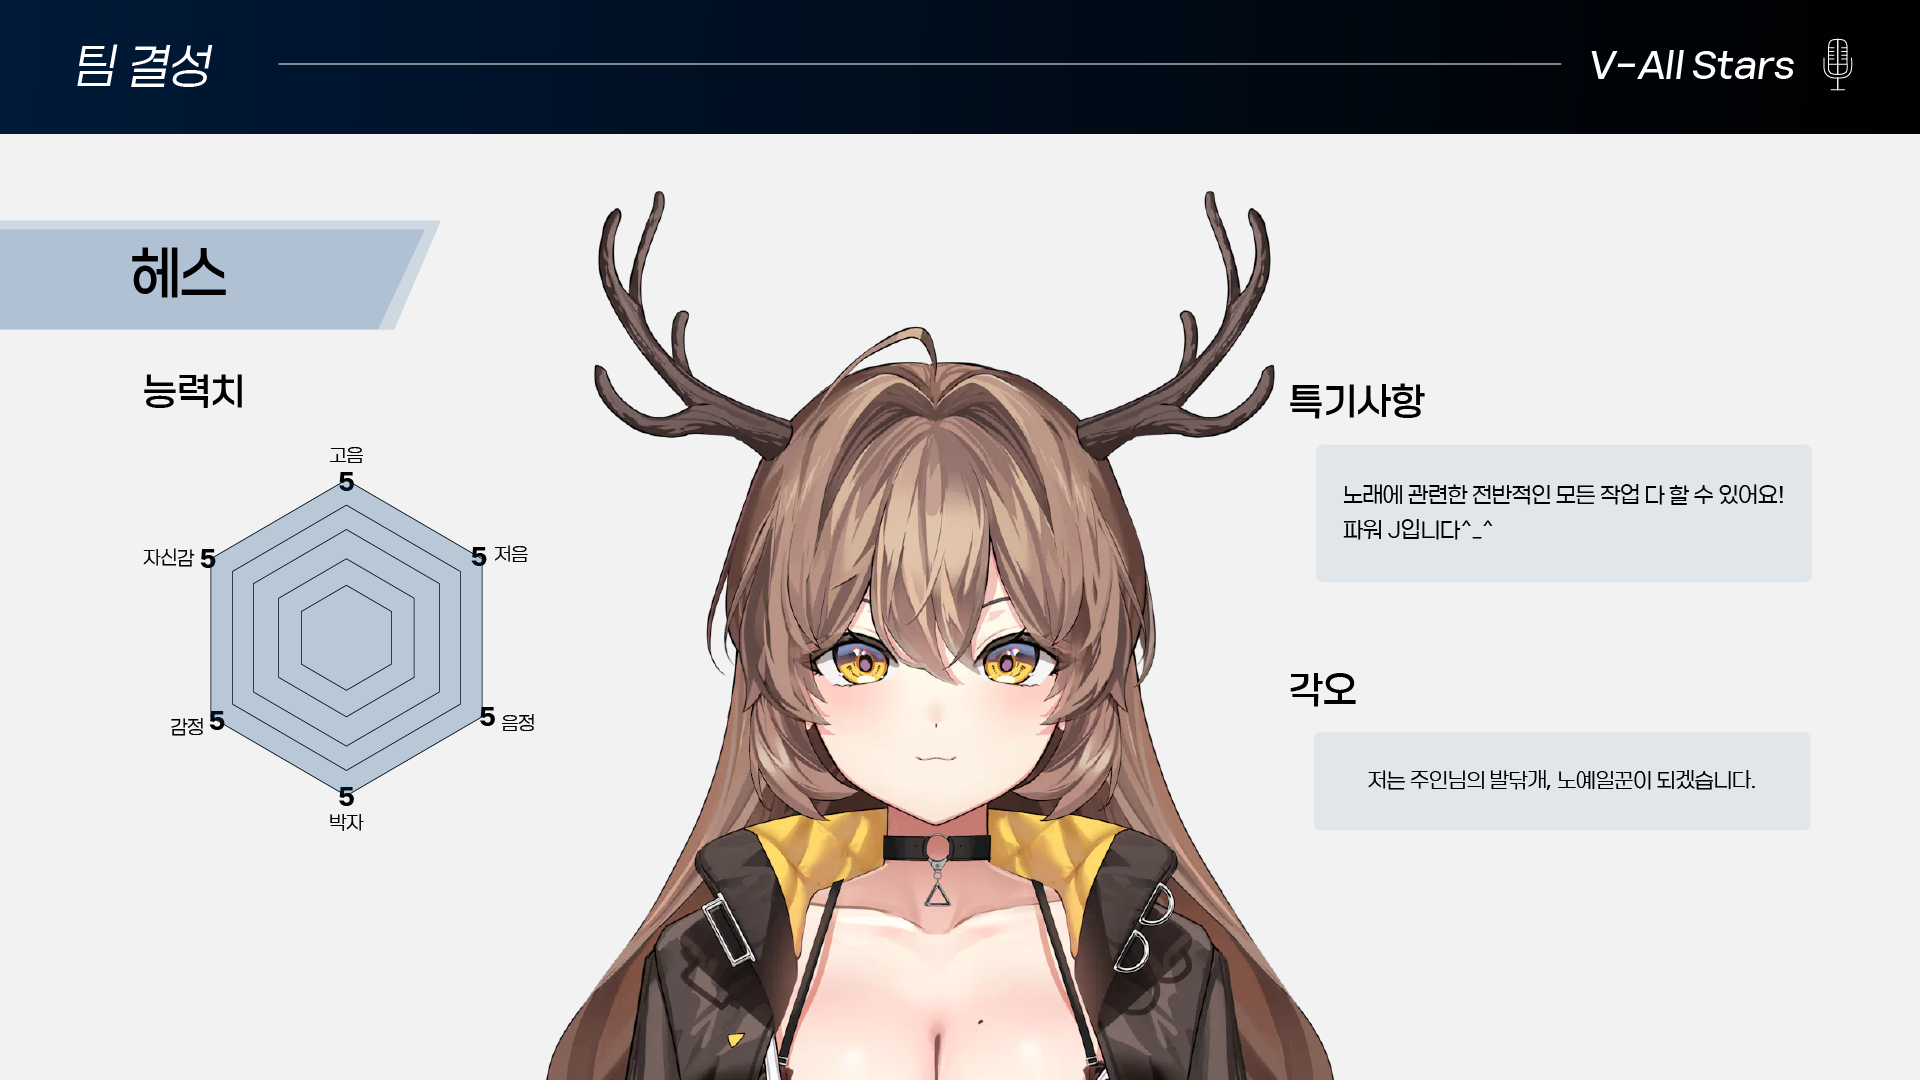 팀 결성
V-All Stars
헤스
능력치
고음
5
자신감 5
5 저음
감정 5
5 음정
5
박자
특기사항
노래에 관련한 전반적인 모든 작업 다 할 수 있어요!
파워 J입니다^_^
각오
저는 주인님의 발닦개, 노예일꾼이 되겠습니다.